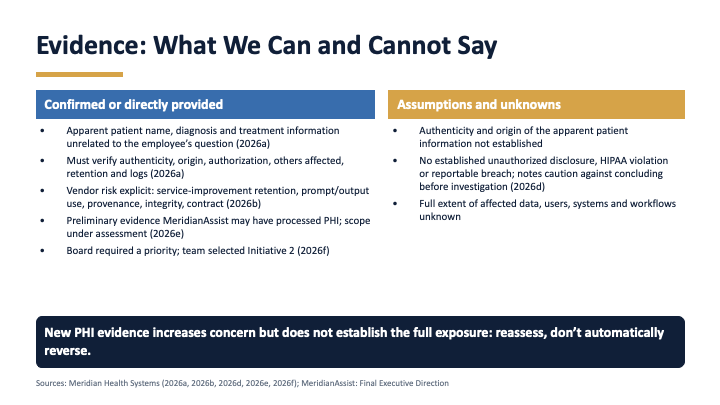 Evidence: What We Can and Cannot Say
Confirmed or directly provided
• Apparent patient name, diagnosis and treatment information
unrelated to the employee’s question (2026a)
• Must verify authenticity, origin, authorization, others affected,
retention and logs (2026a)
• Vendor risk explicit: service-improvement retention, prompt/output
use, provenance, integrity, contract (2026b)
• Preliminary evidence MeridianAssist may have processed PHI; scope
under assessment (2026e)
• Board required a priority; team selected Initiative 2 (2026f)
Assumptions and unknowns
• Authenticity and origin of the apparent patient
information not established
• No established unauthorized disclosure, HIPAA violation
or reportable breach; notes caution against concluding
before investigation (2026d)
• Full extent of affected data, users, systems and workflows
unknown
New PHI evidence increases concern but does not establish the full exposure: reassess, don’t automatically
reverse.
Sources: Meridian Health Systems (2026a, 2026b, 2026d, 2026e, 2026f); MeridianAssist: Final Executive Direction